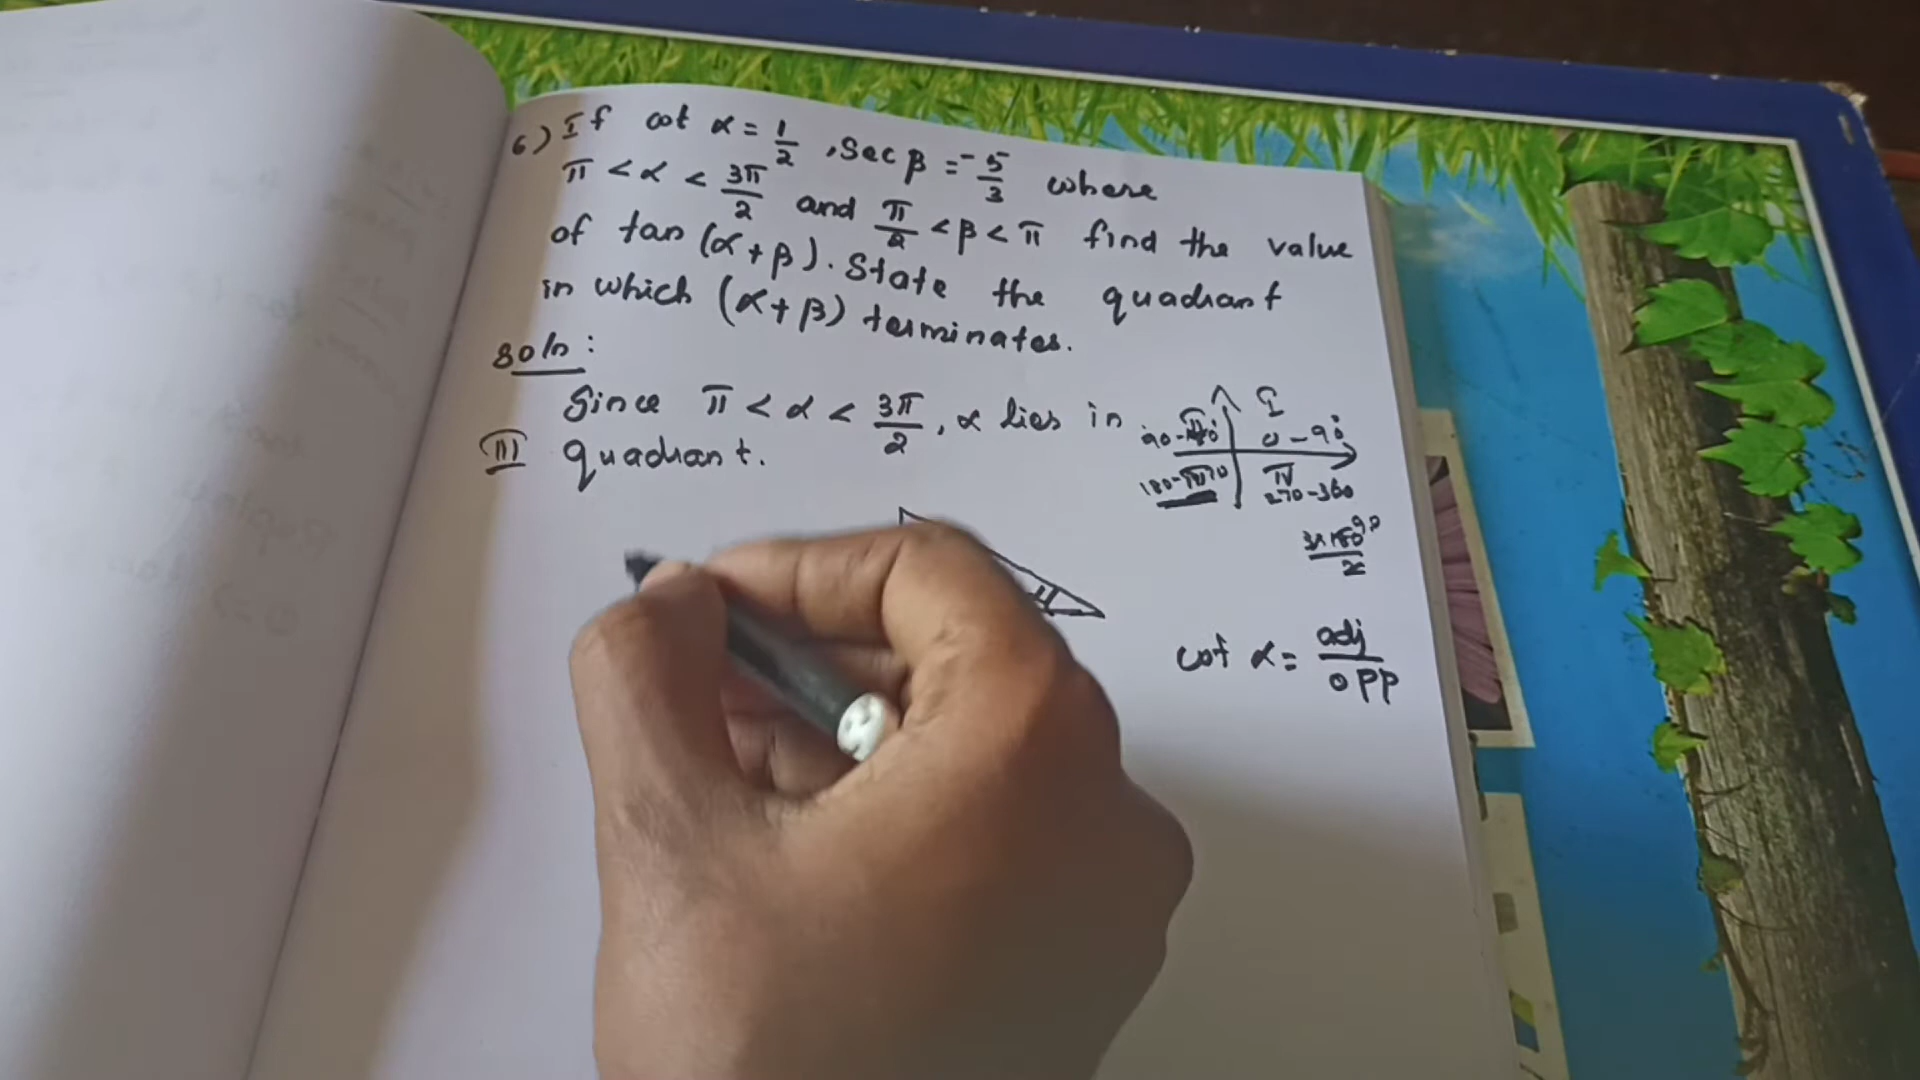 6) If cot α = 1/2, Sec β = -5/3 where
π < α < 3π/2 and π/2 < β < π find the value
of tan (α + β). State the quadrant
in which (α + β) terminates.
Soln:
Since π < α < 3π/2, α lies in
III quadrant.
I
0 - 90°
IV
270 - 360
cot α = adj/opp